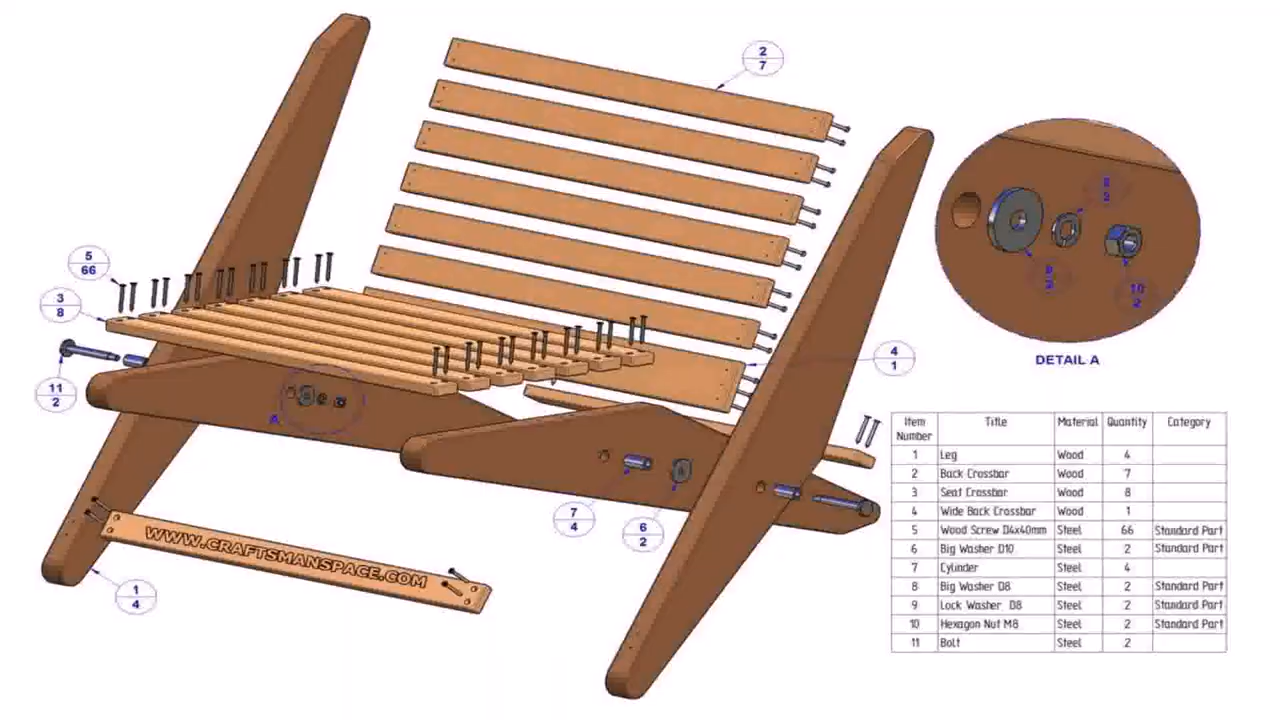 2
7
5
66
3
8
11
2
A
4
1
7
4
6
2
1
4
WWW.CRAFTSMANSPACE.COM
2
2
10
2
DETAIL A
Item Number Title Material Quantity Category
1 Leg Wood 4
2 Back Crossbar Wood 7
3 Seat Crossbar Wood 8
4 Wide Back Crossbar Wood 1
5 Wood Screw D4x40mm Steel 66 Standard Part
6 Big Washer D10 Steel 2 Standard Part
7 Cylinder Steel 4
8 Big Washer D8 Steel 2 Standard Part
9 Lock Washer D8 Steel 2 Standard Part
10 Hexagon Nut M8 Steel 2 Standard Part
11 Bolt Steel 2